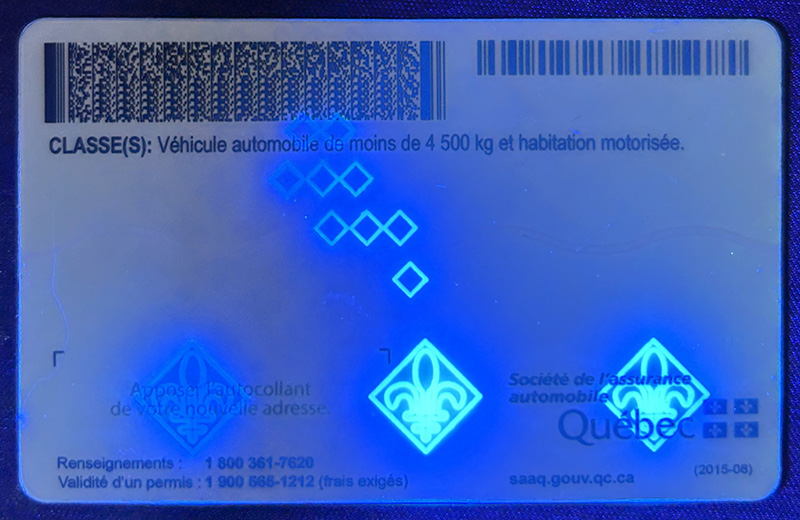 CLASSE(S): Véhicule automobile de moins de 4 500 kg et habitation motorisée.
Apposer l'autocollant
de votre nouvelle adresse.
Société de l'assurance
automobile
Québec
Renseignements : 1 800 361-7620
Validité d'un permis : 1 900 565-1212 (frais exigés)
saaq.gouv.qc.ca
(2015-08)